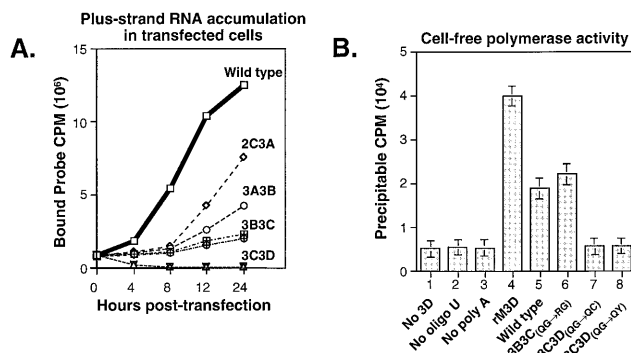 A.
Plus-strand RNA accumulation
in transfected cells
Bound Probe CPM (10⁶)
15
10
5
0
Wild type
2C3A
3A3B
3B3C
3C3D
0 4 8 12 24
Hours post-transfection
B.
Cell-free polymerase activity
Precipitable CPM (10⁴)
5
4
3
2
1
0
1 2 3 4 5 6 7 8
No 3D
No oligo U
No poly A
rM3D
Wild type
3B3C(QG→RG)
3C3D(QG→QC)
3C3D(QG→QY)